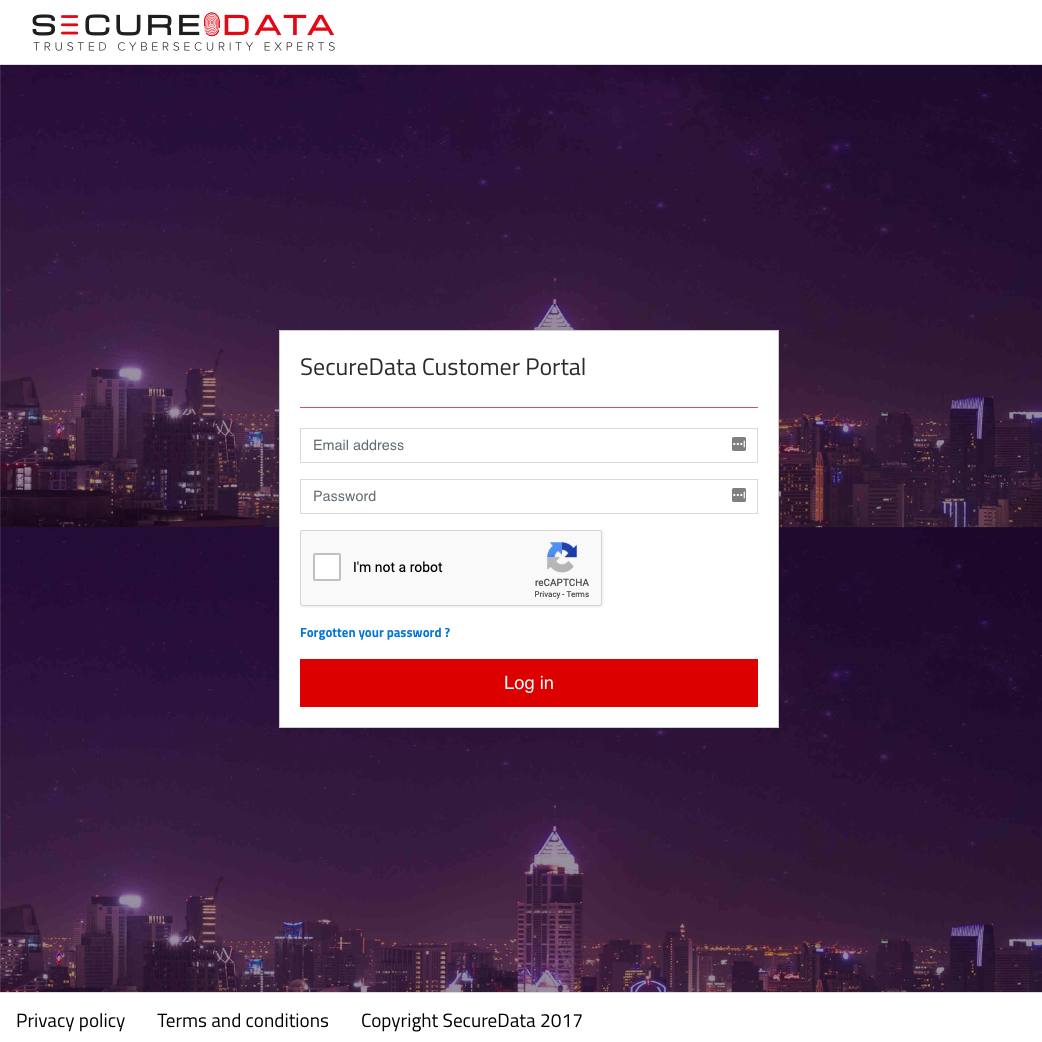 SECUREDATA
TRUSTED CYBERSECURITY EXPERTS
SecureData Customer Portal
Email address
Password
I'm not a robot
reCAPTCHA
Privacy - Terms
Forgotten your password ?
Log in
Privacy policy Terms and conditions Copyright SecureData 2017